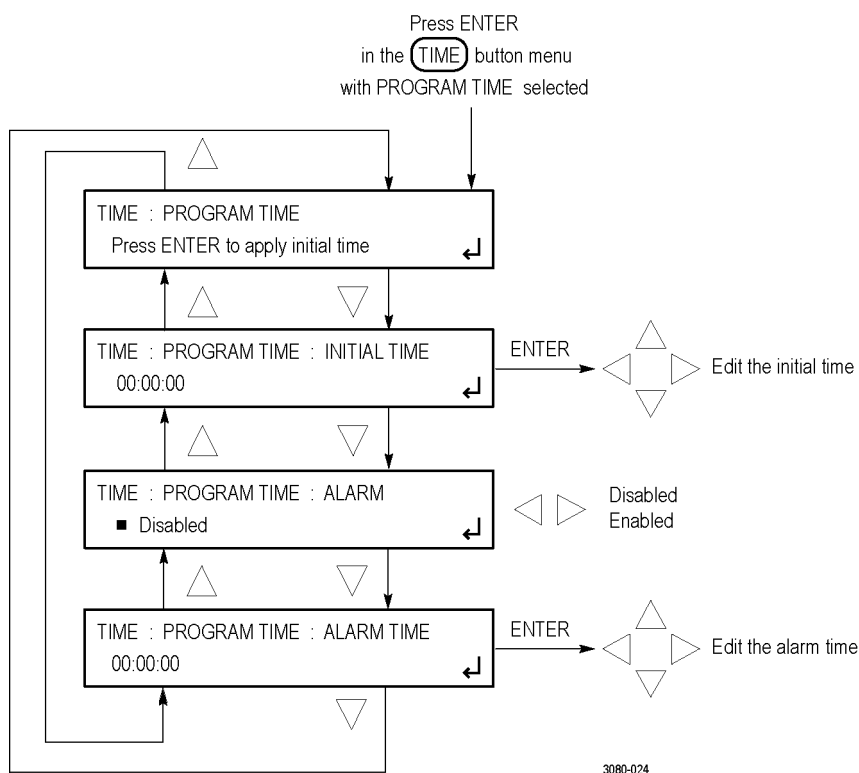 Press ENTER
in the TIME button menu
with PROGRAM TIME selected
TIME : PROGRAM TIME
Press ENTER to apply initial time
TIME : PROGRAM TIME : INITIAL TIME
00:00:00
ENTER
Edit the initial time
TIME : PROGRAM TIME : ALARM
Disabled
Disabled
Enabled
TIME : PROGRAM TIME : ALARM TIME
00:00:00
ENTER
Edit the alarm time
3080-024